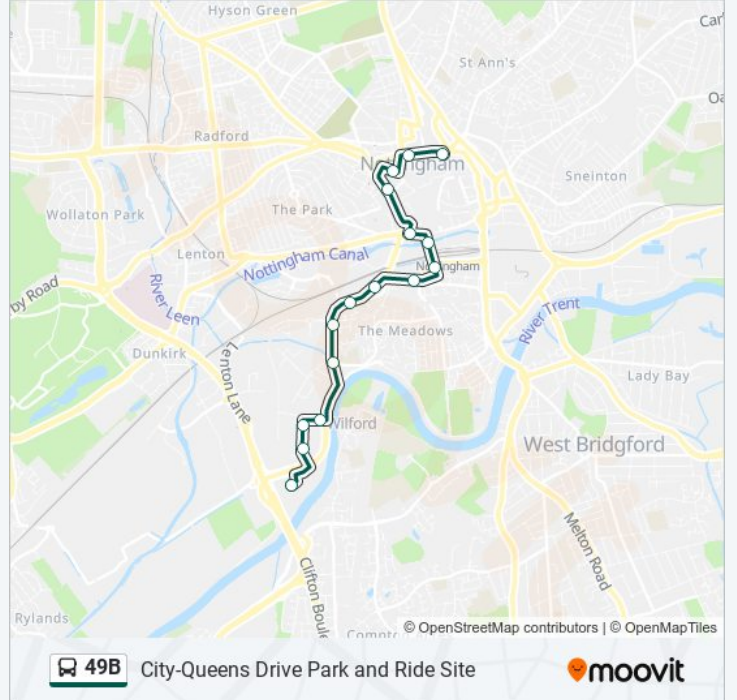 Hyson Green
Car
St Ann's
Oa
Radford
Nottingham
Sneinton
Wollaton Park
The Park
Lenton
Nottingham Canal
Nottingham
by Road
River Leen
River Trent
The Meadows
Dunkirk
Lenton Lane
Lady Bay
Wilford
West Bridgford
Melton Road
Clifton Boule
Rylands
Compto
© OpenStreetMap contributors | © OpenMapTiles
49B City-Queens Drive Park and Ride Site
moovit